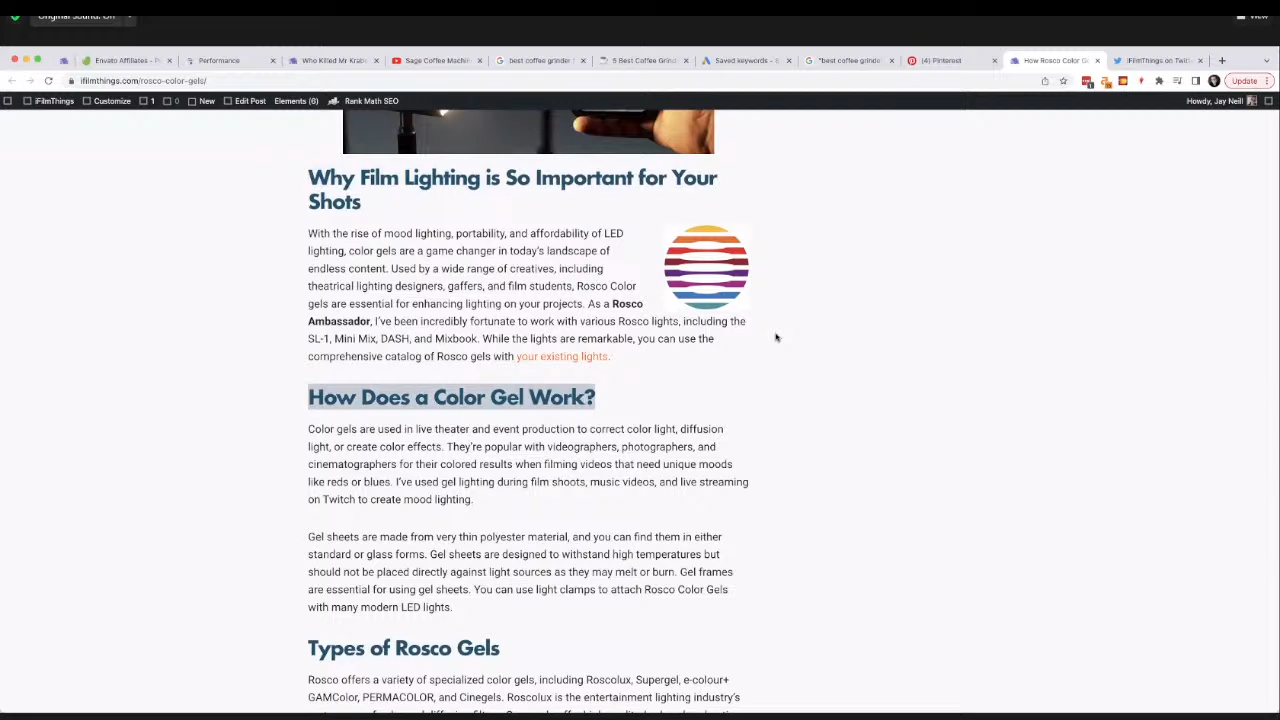 Original Sound: On
View
Envato Affiliates - P
Performance
Who Killed Mr Krabs
Sage Coffee Machi
best coffee grinder
5 Best Coffee Grind
Saved keywords - 6
"best coffee grinde
(4) Pinterest
How Rosco Color Ge
iFilmThings on Twit
ifilmthings.com/rosco-color-gels/
Update
iFilmThings
Customize
1
0
New
Edit Post
Elements (6)
Rank Math SEO
Howdy, Jay Neill
Why Film Lighting is So Important for Your
Shots
With the rise of mood lighting, portability, and affordability of LED
lighting, color gels are a game changer in today's landscape of
endless content. Used by a wide range of creatives, including
theatrical lighting designers, gaffers, and film students, Rosco Color
gels are essential for enhancing lighting on your projects. As a Rosco
Ambassador, I've been incredibly fortunate to work with various Rosco lights, including the
SL-1, Mini Mix, DASH, and Mixbook. While the lights are remarkable, you can use the
comprehensive catalog of Rosco gels with your existing lights.
How Does a Color Gel Work?
Color gels are used in live theater and event production to correct color light, diffusion
light, or create color effects. They're popular with videographers, photographers, and
cinematographers for their colored results when filming videos that need unique moods
like reds or blues. I've used gel lighting during film shoots, music videos, and live streaming
on Twitch to create mood lighting.
Gel sheets are made from very thin polyester material, and you can find them in either
standard or glass forms. Gel sheets are designed to withstand high temperatures but
should not be placed directly against light sources as they may melt or burn. Gel frames
are essential for using gel sheets. You can use light clamps to attach Rosco Color Gels
with many modern LED lights.
Types of Rosco Gels
Rosco offers a variety of specialized color gels, including Roscolux, Supergel, e-colour+
GAMColor, PERMACOLOR, and Cinegels. Roscolux is the entertainment lighting industry's